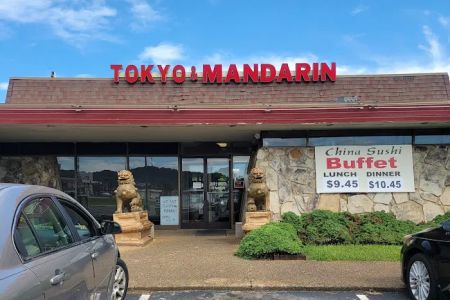 TOKYO & MANDARIN
China Sushi
Buffet
LUNCH DINNER
$9.45 $10.45